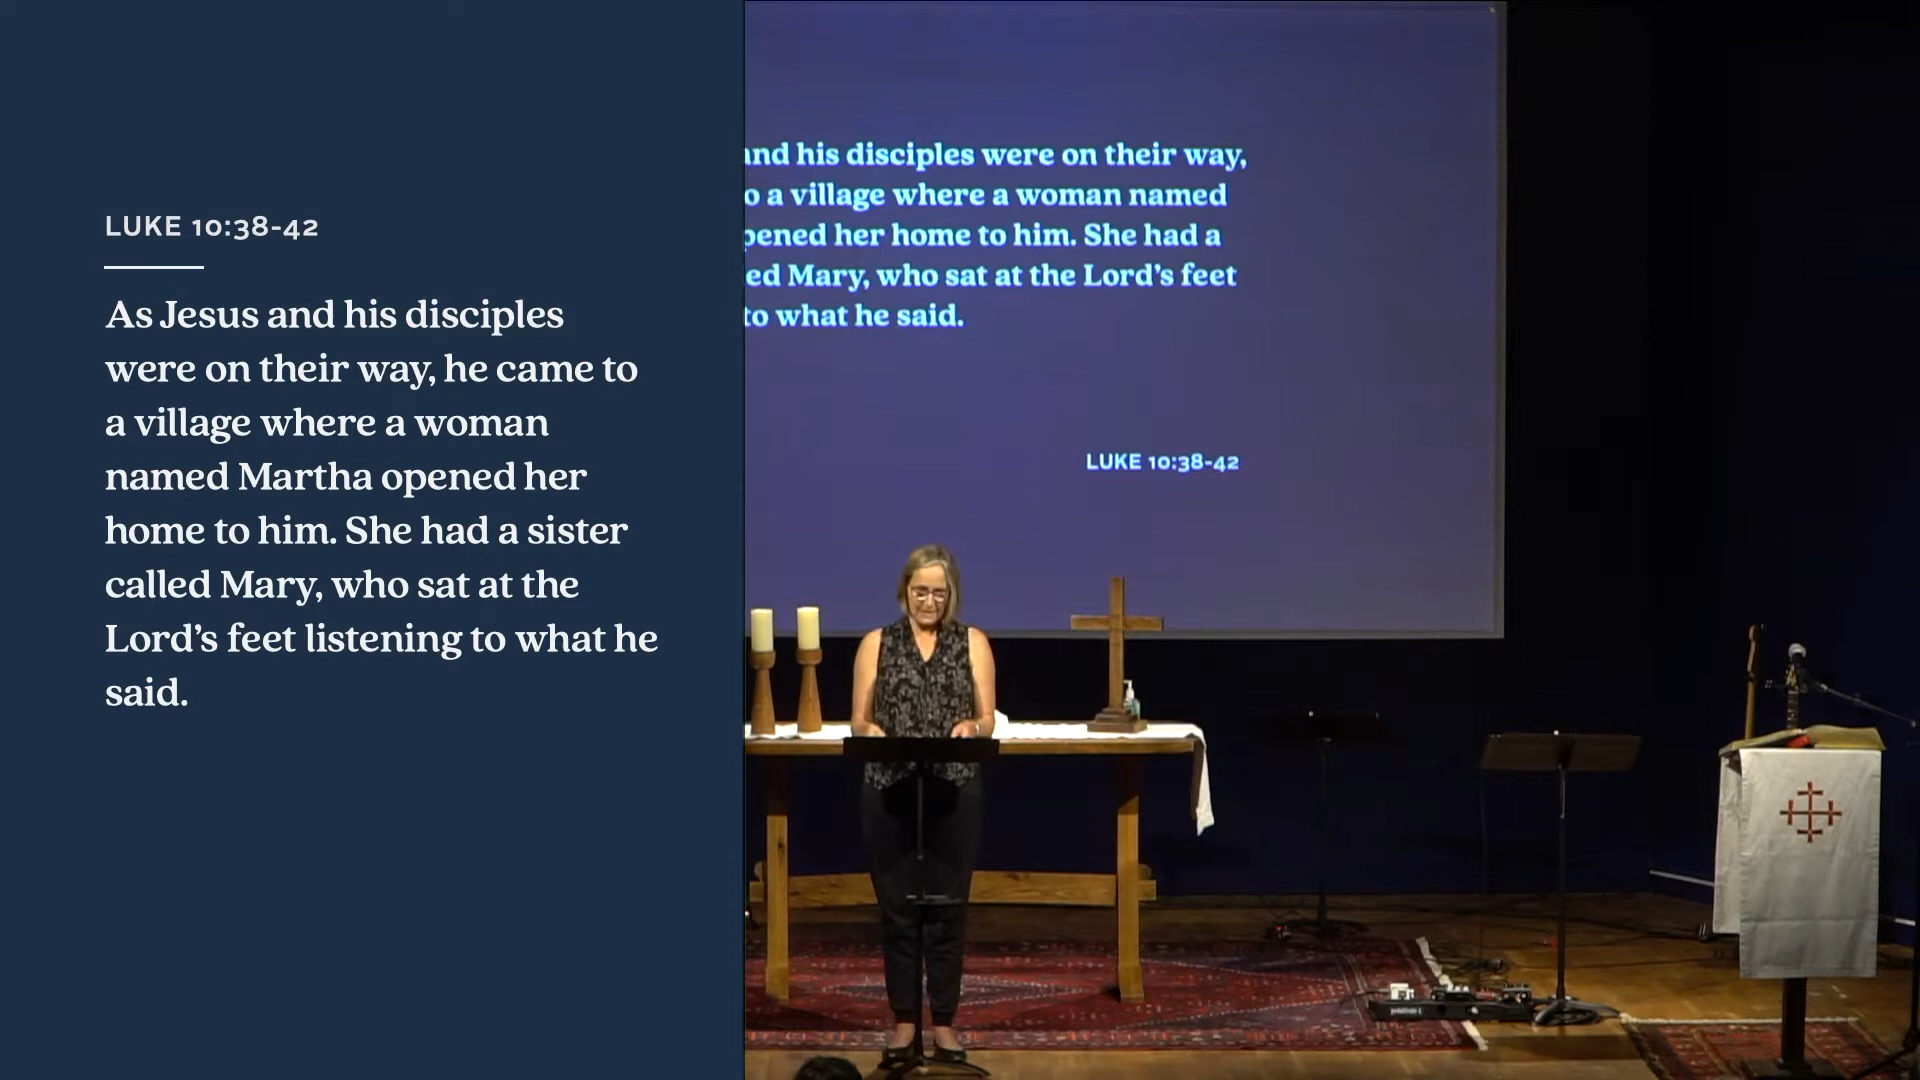 LUKE 10:38-42
As Jesus and his disciples
were on their way, he came to
a village where a woman
named Martha opened her
home to him. She had a sister
called Mary, who sat at the
Lord’s feet listening to what he
said.
and his disciples were on their way,
o a village where a woman named
pened her home to him. She had a
ed Mary, who sat at the Lord’s feet
to what he said.
LUKE 10:38-42